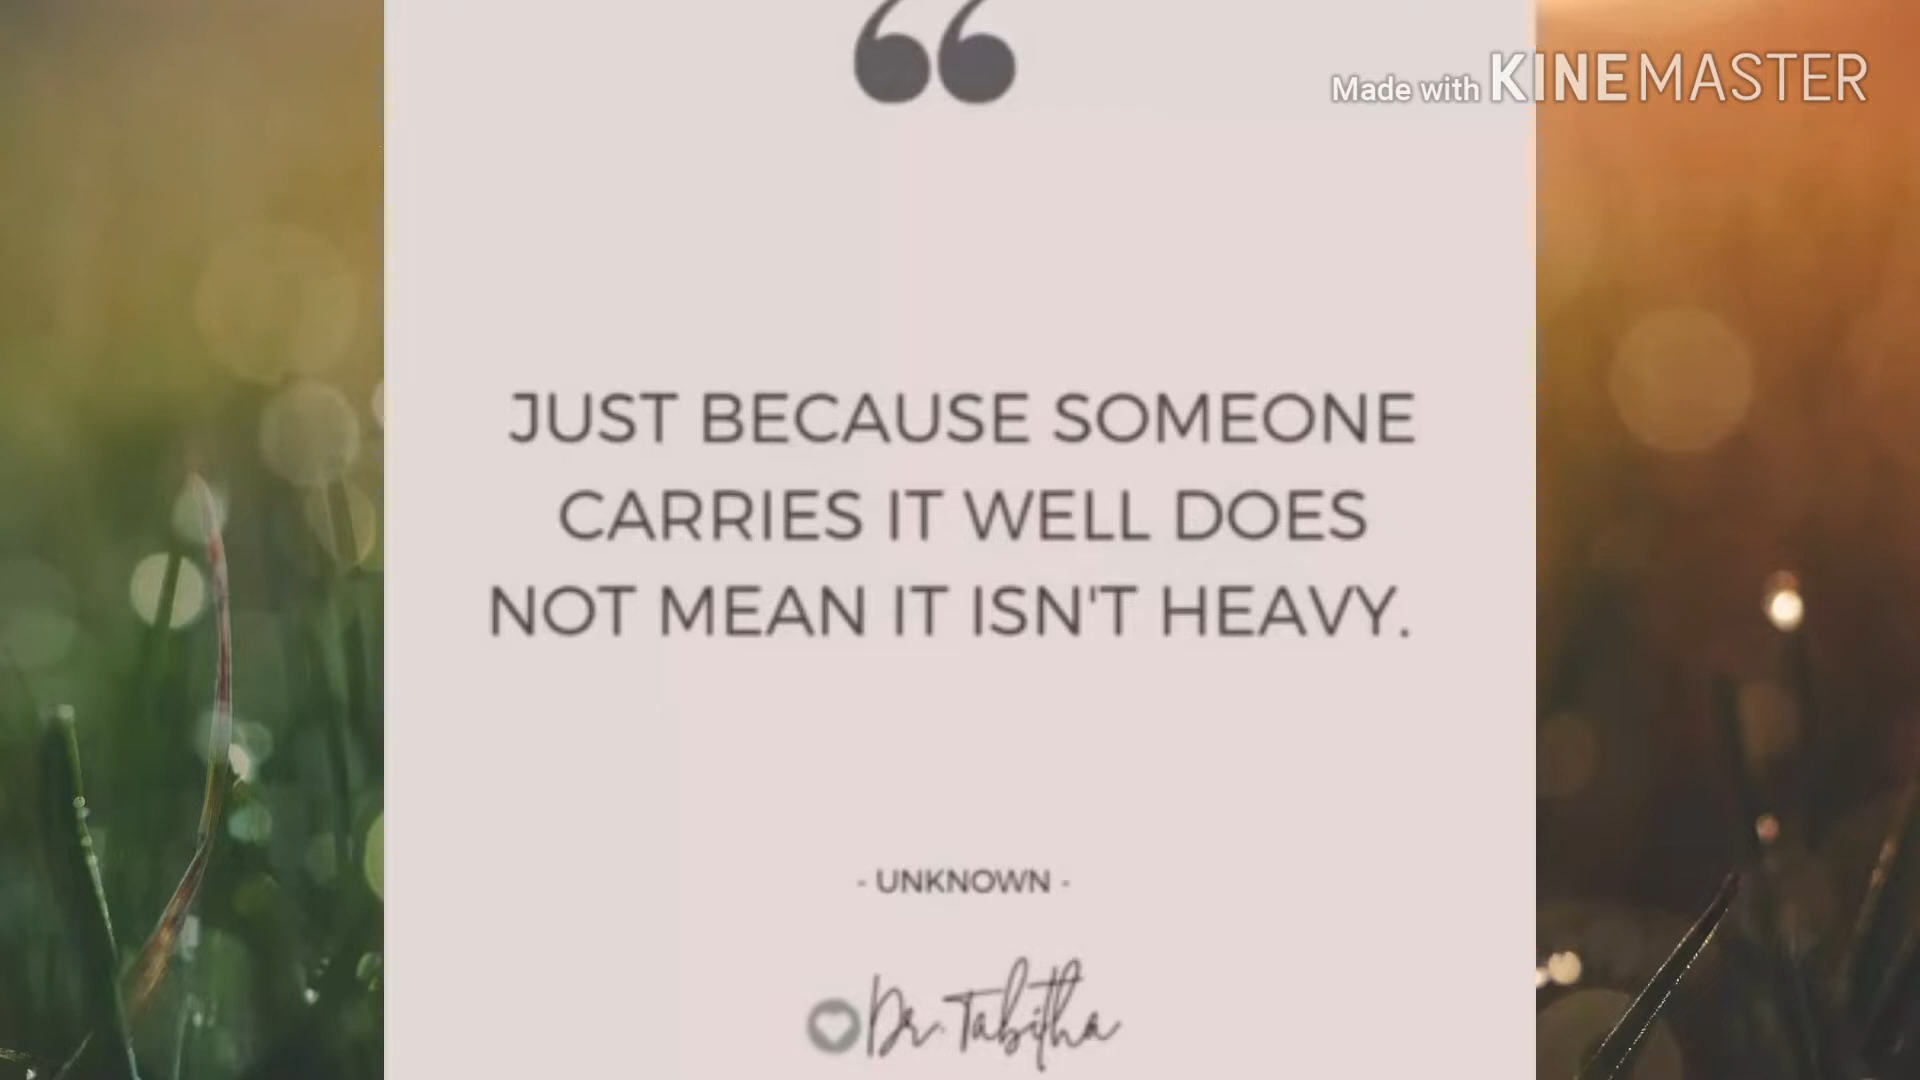 “
Made with KINEMASTER
JUST BECAUSE SOMEONE
CARRIES IT WELL DOES
NOT MEAN IT ISN'T HEAVY.
- UNKNOWN -
Dr. Tabitha